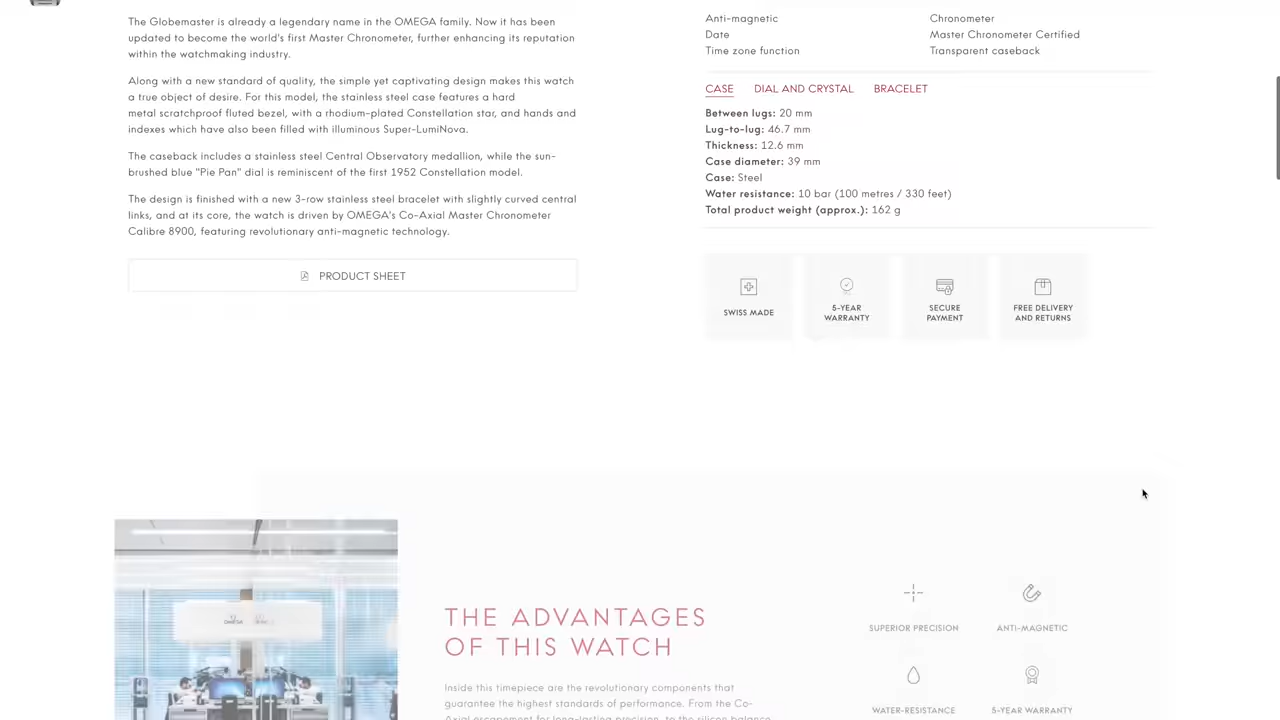 The Globemaster is already a legendary name in the OMEGA family. Now it has been
updated to become the world's first Master Chronometer, further enhancing its reputation
within the watchmaking industry.
Along with a new standard of quality, the simple yet captivating design makes this watch
a true object of desire. For this model, the stainless steel case features a hard
metal scratchproof fluted bezel, with a rhodium-plated Constellation star, and hands and
indexes which have also been filled with illuminous Super-LumiNova.
The caseback includes a stainless steel Central Observatory medallion, while the sun-
brushed blue "Pie Pan" dial is reminiscent of the first 1952 Constellation model.
The design is finished with a new 3-row stainless steel bracelet with slightly curved central
links, and at its core, the watch is driven by OMEGA's Co-Axial Master Chronometer
Calibre 8900, featuring revolutionary anti-magnetic technology.
PRODUCT SHEET
Anti-magnetic
Chronometer
Date
Master Chronometer Certified
Time zone function
Transparent caseback
CASE
DIAL AND CRYSTAL
BRACELET
Between lugs: 20 mm
Lug-to-lug: 46.7 mm
Thickness: 12.6 mm
Case diameter: 39 mm
Case: Steel
Water resistance: 10 bar (100 metres / 330 feet)
Total product weight (approx.): 162 g
SWISS MADE
5-YEAR
WARRANTY
SECURE
PAYMENT
FREE DELIVERY
AND RETURNS
THE ADVANTAGES
OF THIS WATCH
Inside this timepiece are the revolutionary components that
guarantee the highest standards of performance. From the Co-
Axial escapement for long-lasting precision, to the silicon balance
SUPERIOR PRECISION
ANTI-MAGNETIC
WATER-RESISTANCE
5-YEAR WARRANTY